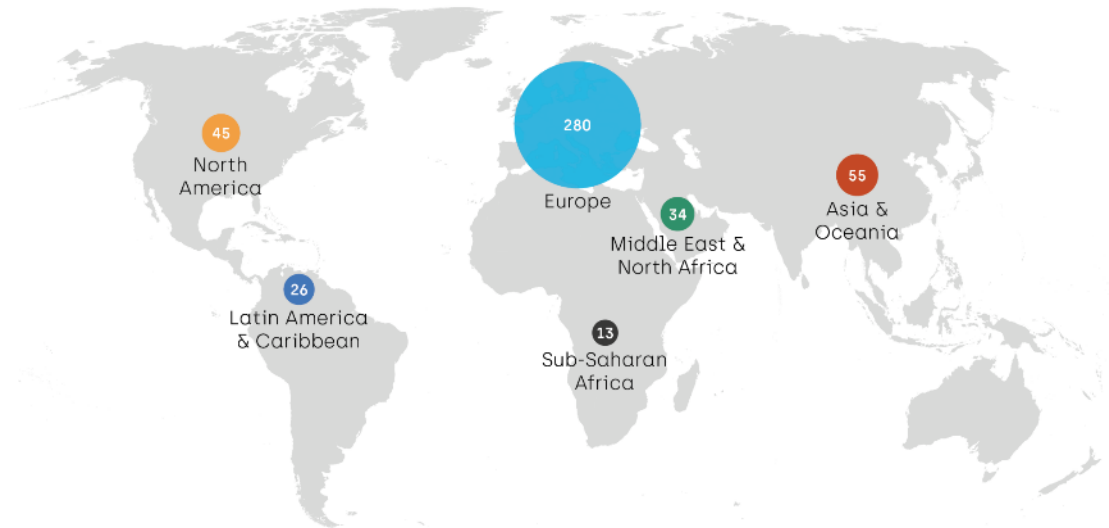 45
North
America
280
Europe
55
Asia &
Oceania
34
Middle East &
North Africa
26
Latin America
& Caribbean
13
Sub-Saharan
Africa